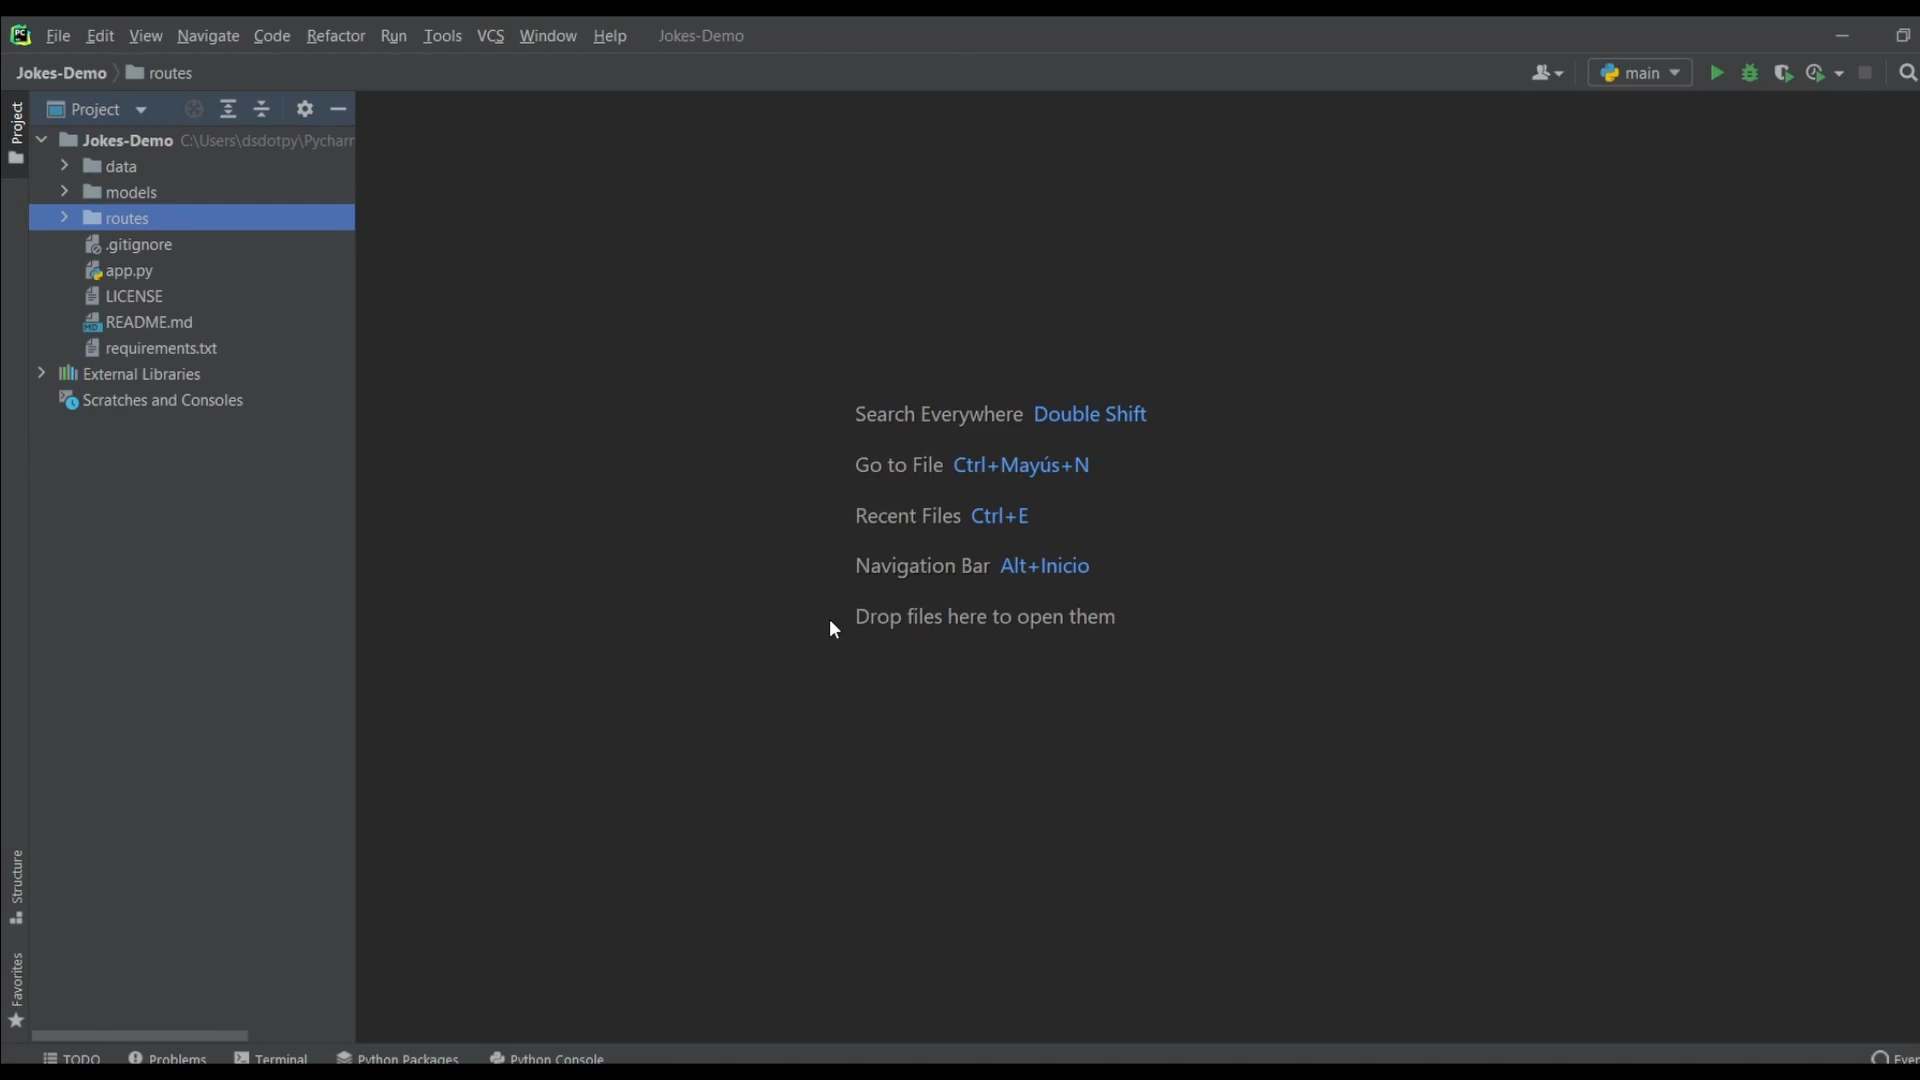 PC File Edit View Navigate Code Refactor Run Tools VCS Window Help Jokes-Demo
Jokes-Demo routes main
Project
Project
Jokes-Demo C:\Users\dsdotpy\Pychar
data
models
routes
.gitignore
app.py
LICENSE
README.md
requirements.txt
External Libraries
Scratches and Consoles
Search Everywhere Double Shift
Go to File Ctrl+Mayús+N
Recent Files Ctrl+E
Navigation Bar Alt+Inicio
Drop files here to open them
Structure
Favorites
TODO Problems Terminal Python Packages Python Console Even